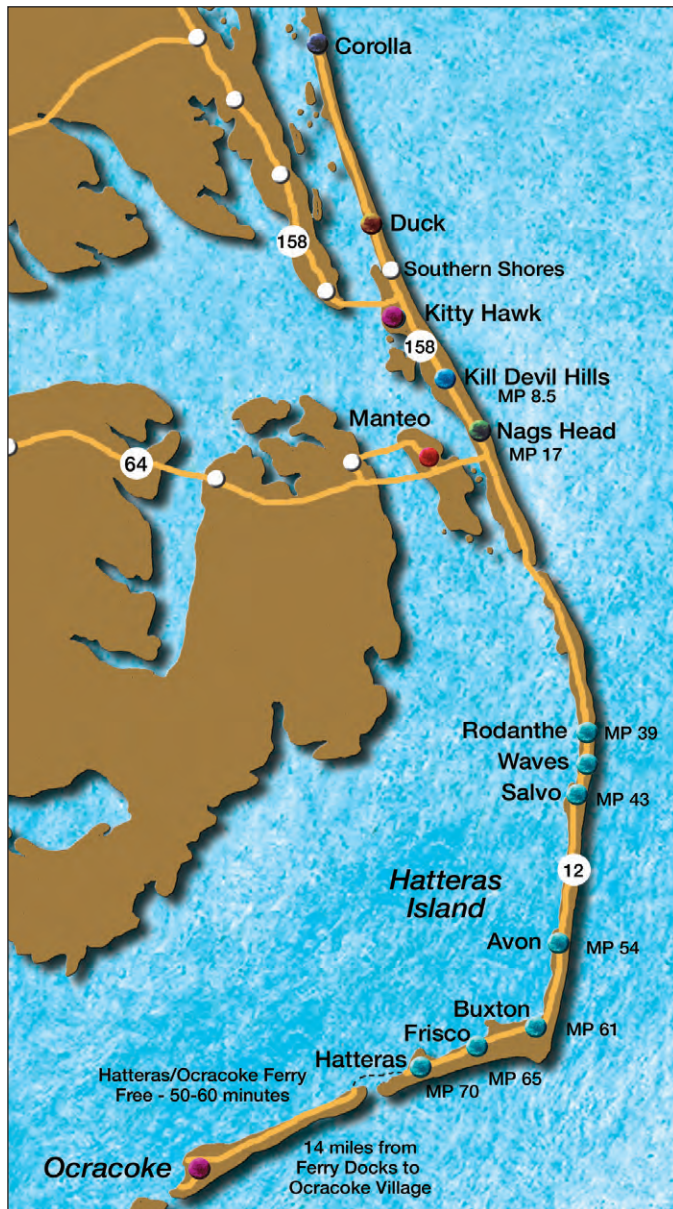 Corolla
Duck
158
Southern Shores
Kitty Hawk
158
Kill Devil Hills
MP 8.5
Manteo
Nags Head
MP 17
64
Rodanthe
MP 39
Waves
Salvo
MP 43
12
Hatteras
Island
Avon
MP 54
Buxton
MP 61
Frisco
MP 65
Hatteras
MP 70
Hatteras/Ocracoke Ferry
Free - 50-60 minutes
Ocracoke
14 miles from
Ferry Docks to
Ocracoke Village